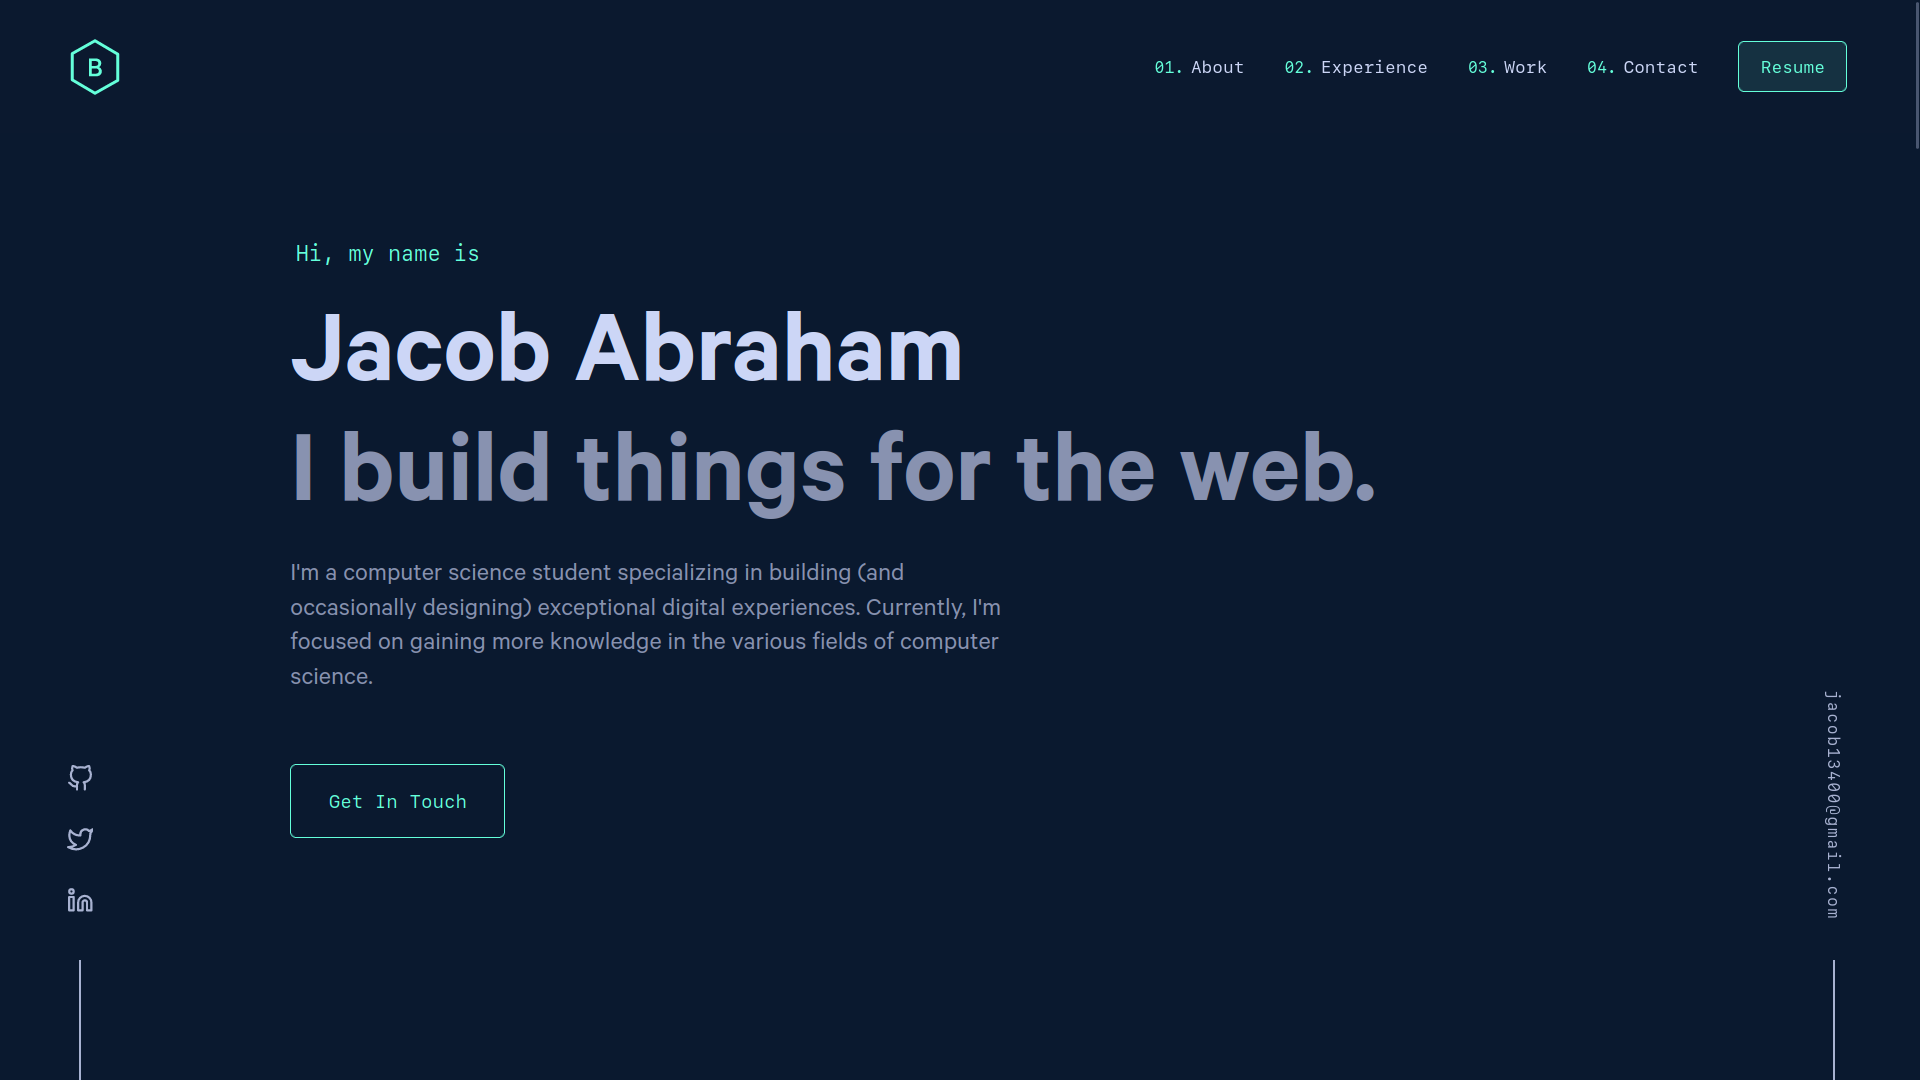 B
01. About
02. Experience
03. Work
04. Contact
Resume
Hi, my name is
Jacob Abraham
I build things for the web.
I'm a computer science student specializing in building (and
occasionally designing) exceptional digital experiences. Currently, I'm
focused on gaining more knowledge in the various fields of computer
science.
Get In Touch
jacob13400@gmail.com